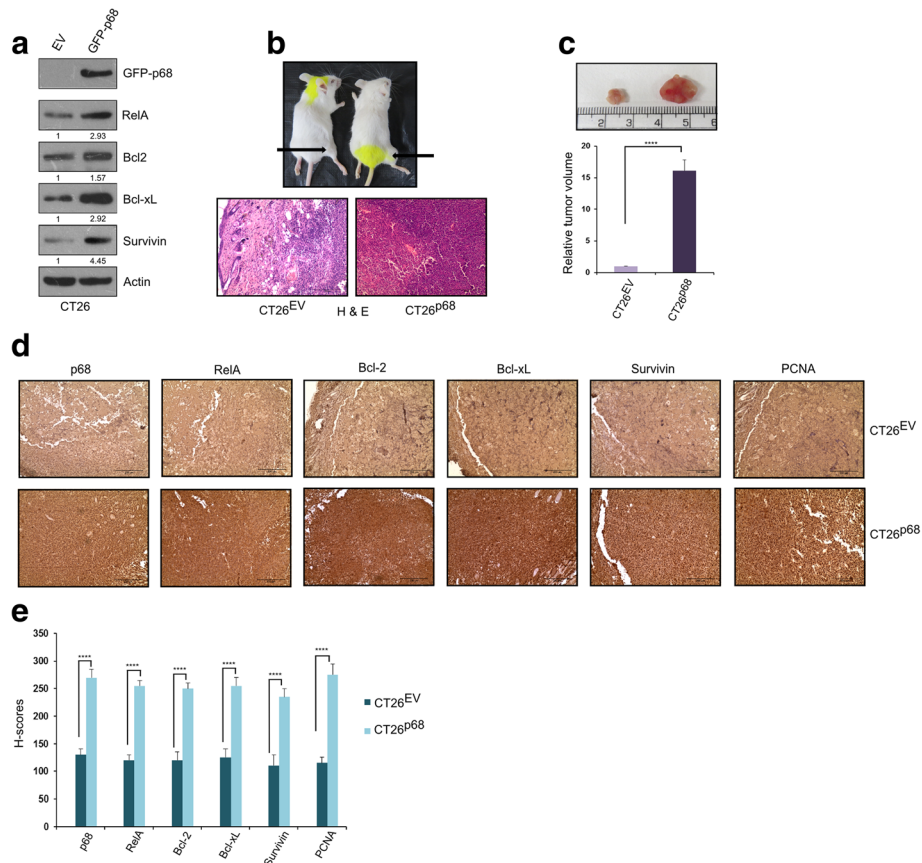 a
EV
GFP-p68
GFP-p68
RelA
1 2.93
Bcl2
1 1.57
Bcl-xL
1 2.92
Survivin
1 4.45
Actin
CT26
b
CT26EV H & E CT26p68
c
2 3 4 5 6
****
Relative tumor volume
20
15
10
5
0
CT26EV
CT26p68
d
p68 RelA Bcl-2 Bcl-xL Survivin PCNA
CT26EV
CT26p68
e
H-scores
350
300
250
200
150
100
50
0
**** **** **** **** **** ****
CT26EV
CT26p68
p68 RelA Bcl-2 Bcl-xL Survivin PCNA